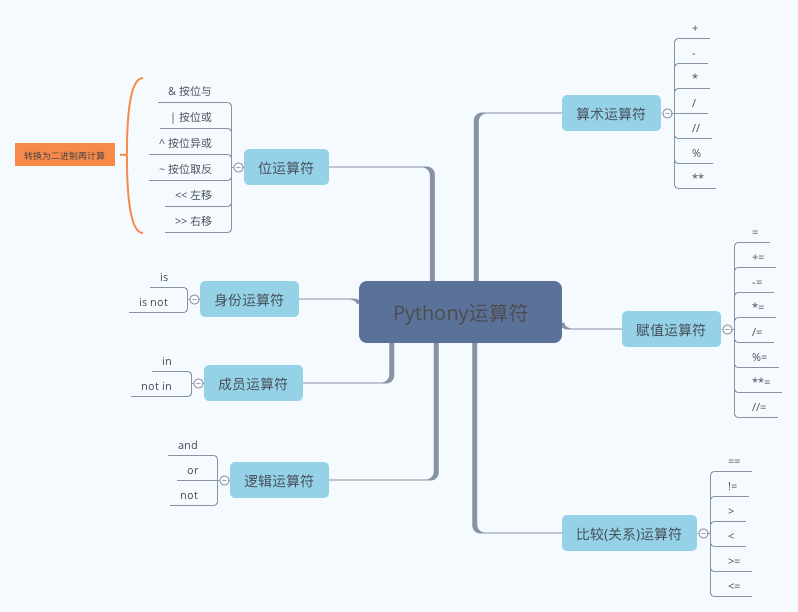 Pythony运算符
算术运算符
+
-
*
/
//
%
**
赋值运算符
=
+=
-=
*=
/=
%=
**=
//=
比较(关系)运算符
==
!=
>
<
>=
<=
位运算符
& 按位与
| 按位或
^ 按位异或
~ 按位取反
<< 左移
>> 右移
转换为二进制再计算
身份运算符
is
is not
成员运算符
in
not in
逻辑运算符
and
or
not